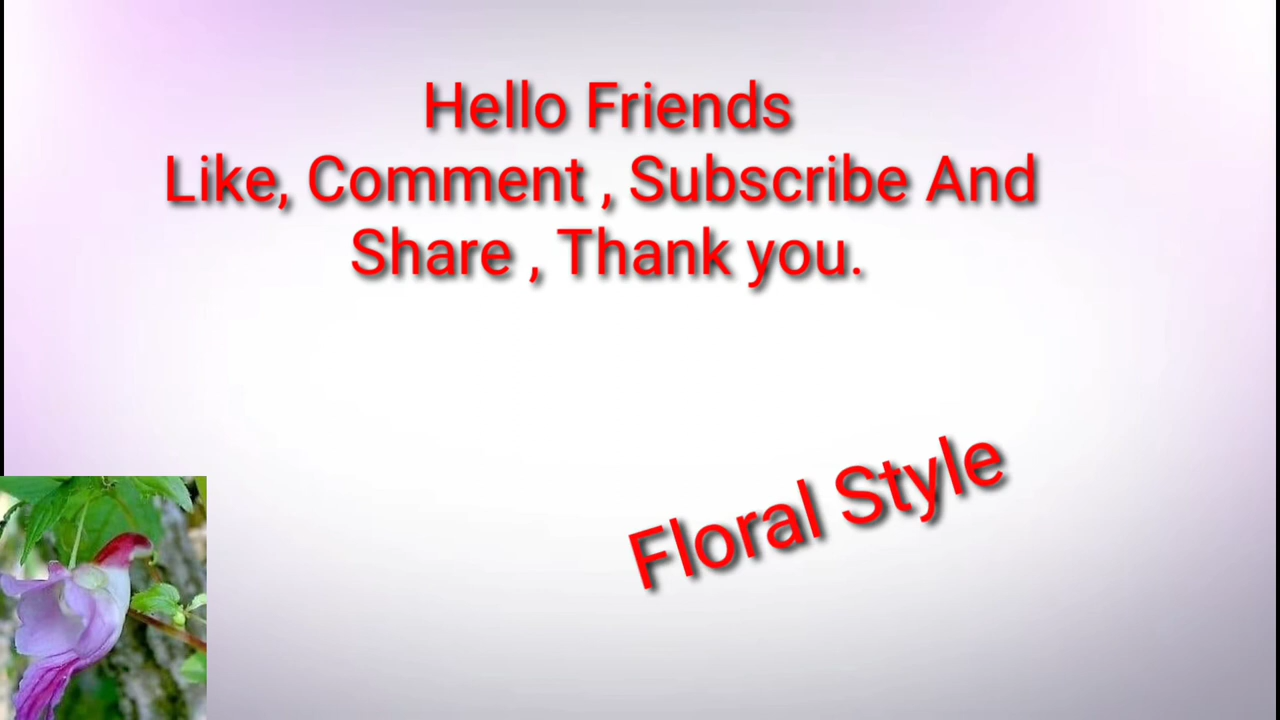 Hello Friends
Like, Comment , Subscribe And
Share , Thank you.
Floral Style